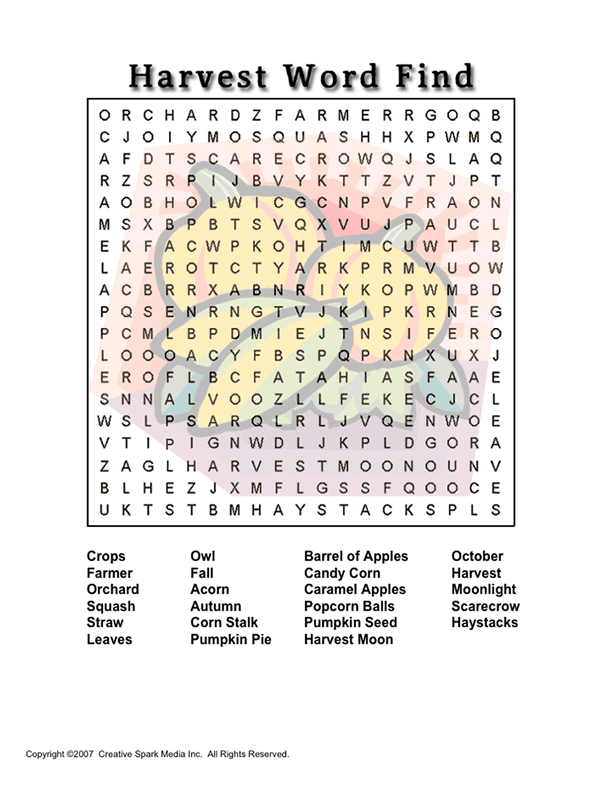 Harvest Word Find
O R C H A R D Z F A R M E R R G O Q B
C J O I Y M O S Q U A S H H X P W M Q
A F D T S C A R E C R O W Q J S L A Q
R Z S R P I J B V Y K T T Z V T J P T
A O B H O L W I C G C N P V F R A O N
M S X B P B T S V Q X V U J P A U C L
E K F A C W P K O H T I M C U W T T B
L A E R O T C T Y A R K P R M V U O W
A C B R R X A B N R I Y K O P W M B D
P Q S E N R N G T V J K I P K R N E G
P C M L B P D M I E J T N S I F E R O
L O O O A C Y F B S P Q P K N X U X J
E R O F L B C F A T A H I A S F A A E
S N N A L V O O Z L L F E K E C J C L
W S L P S A R Q L R L J V Q E N W O E
V T I P I G N W D L J K P L D G O R A
Z A G L H A R V E S T M O O N O U N V
B L H E Z J X M F L G S S F Q O O C E
U K T S T B M H A Y S T A C K S P L S
Crops Owl Barrel of Apples October
Farmer Fall Candy Corn Harvest
Orchard Acorn Caramel Apples Moonlight
Squash Autumn Popcorn Balls Scarecrow
Straw Corn Stalk Pumpkin Seed Haystacks
Leaves Pumpkin Pie Harvest Moon
Copyright ©2007 Creative Spark Media Inc. All Rights Reserved.